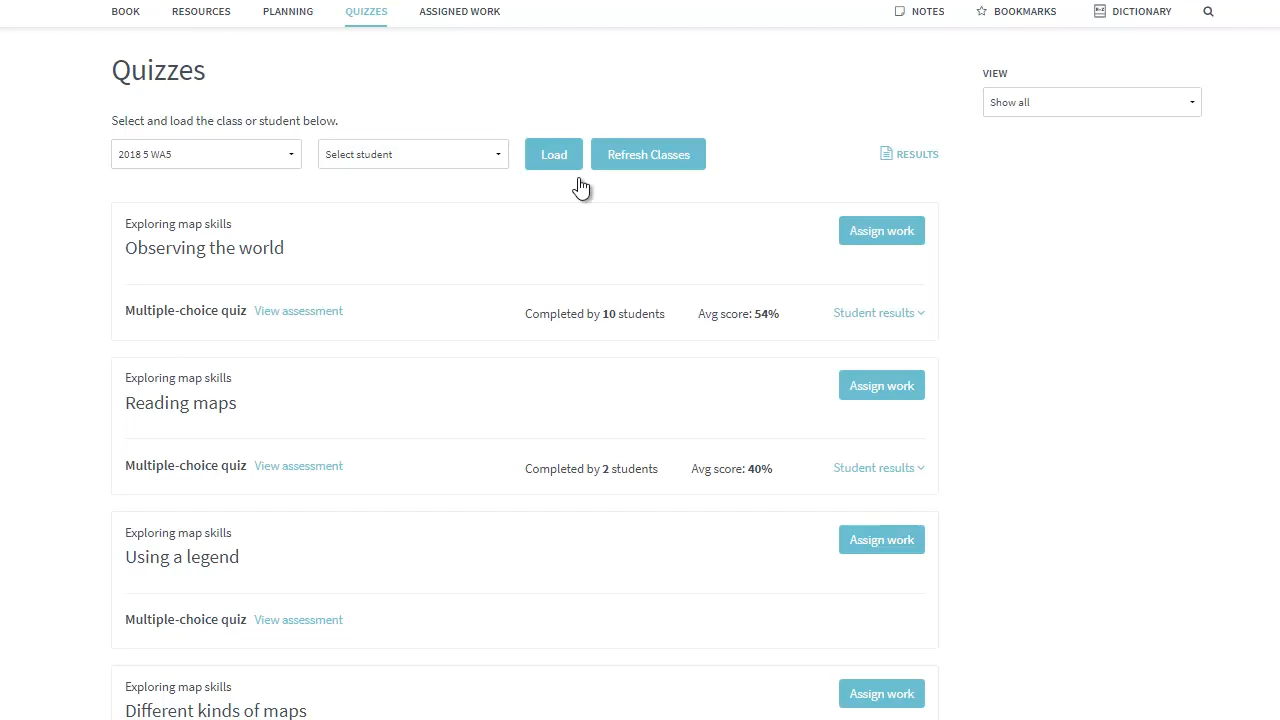 BOOK RESOURCES PLANNING QUIZZES ASSIGNED WORK NOTES BOOKMARKS DICTIONARY
Quizzes
VIEW
Show all
Select and load the class or student below.
2018 5 WA5 Select student Load Refresh Classes RESULTS
Exploring map skills
Observing the world
Assign work
Multiple-choice quiz View assessment Completed by 10 students Avg score: 54% Student results
Exploring map skills
Reading maps
Assign work
Multiple-choice quiz View assessment Completed by 2 students Avg score: 40% Student results
Exploring map skills
Using a legend
Assign work
Multiple-choice quiz View assessment
Exploring map skills
Different kinds of maps
Assign work